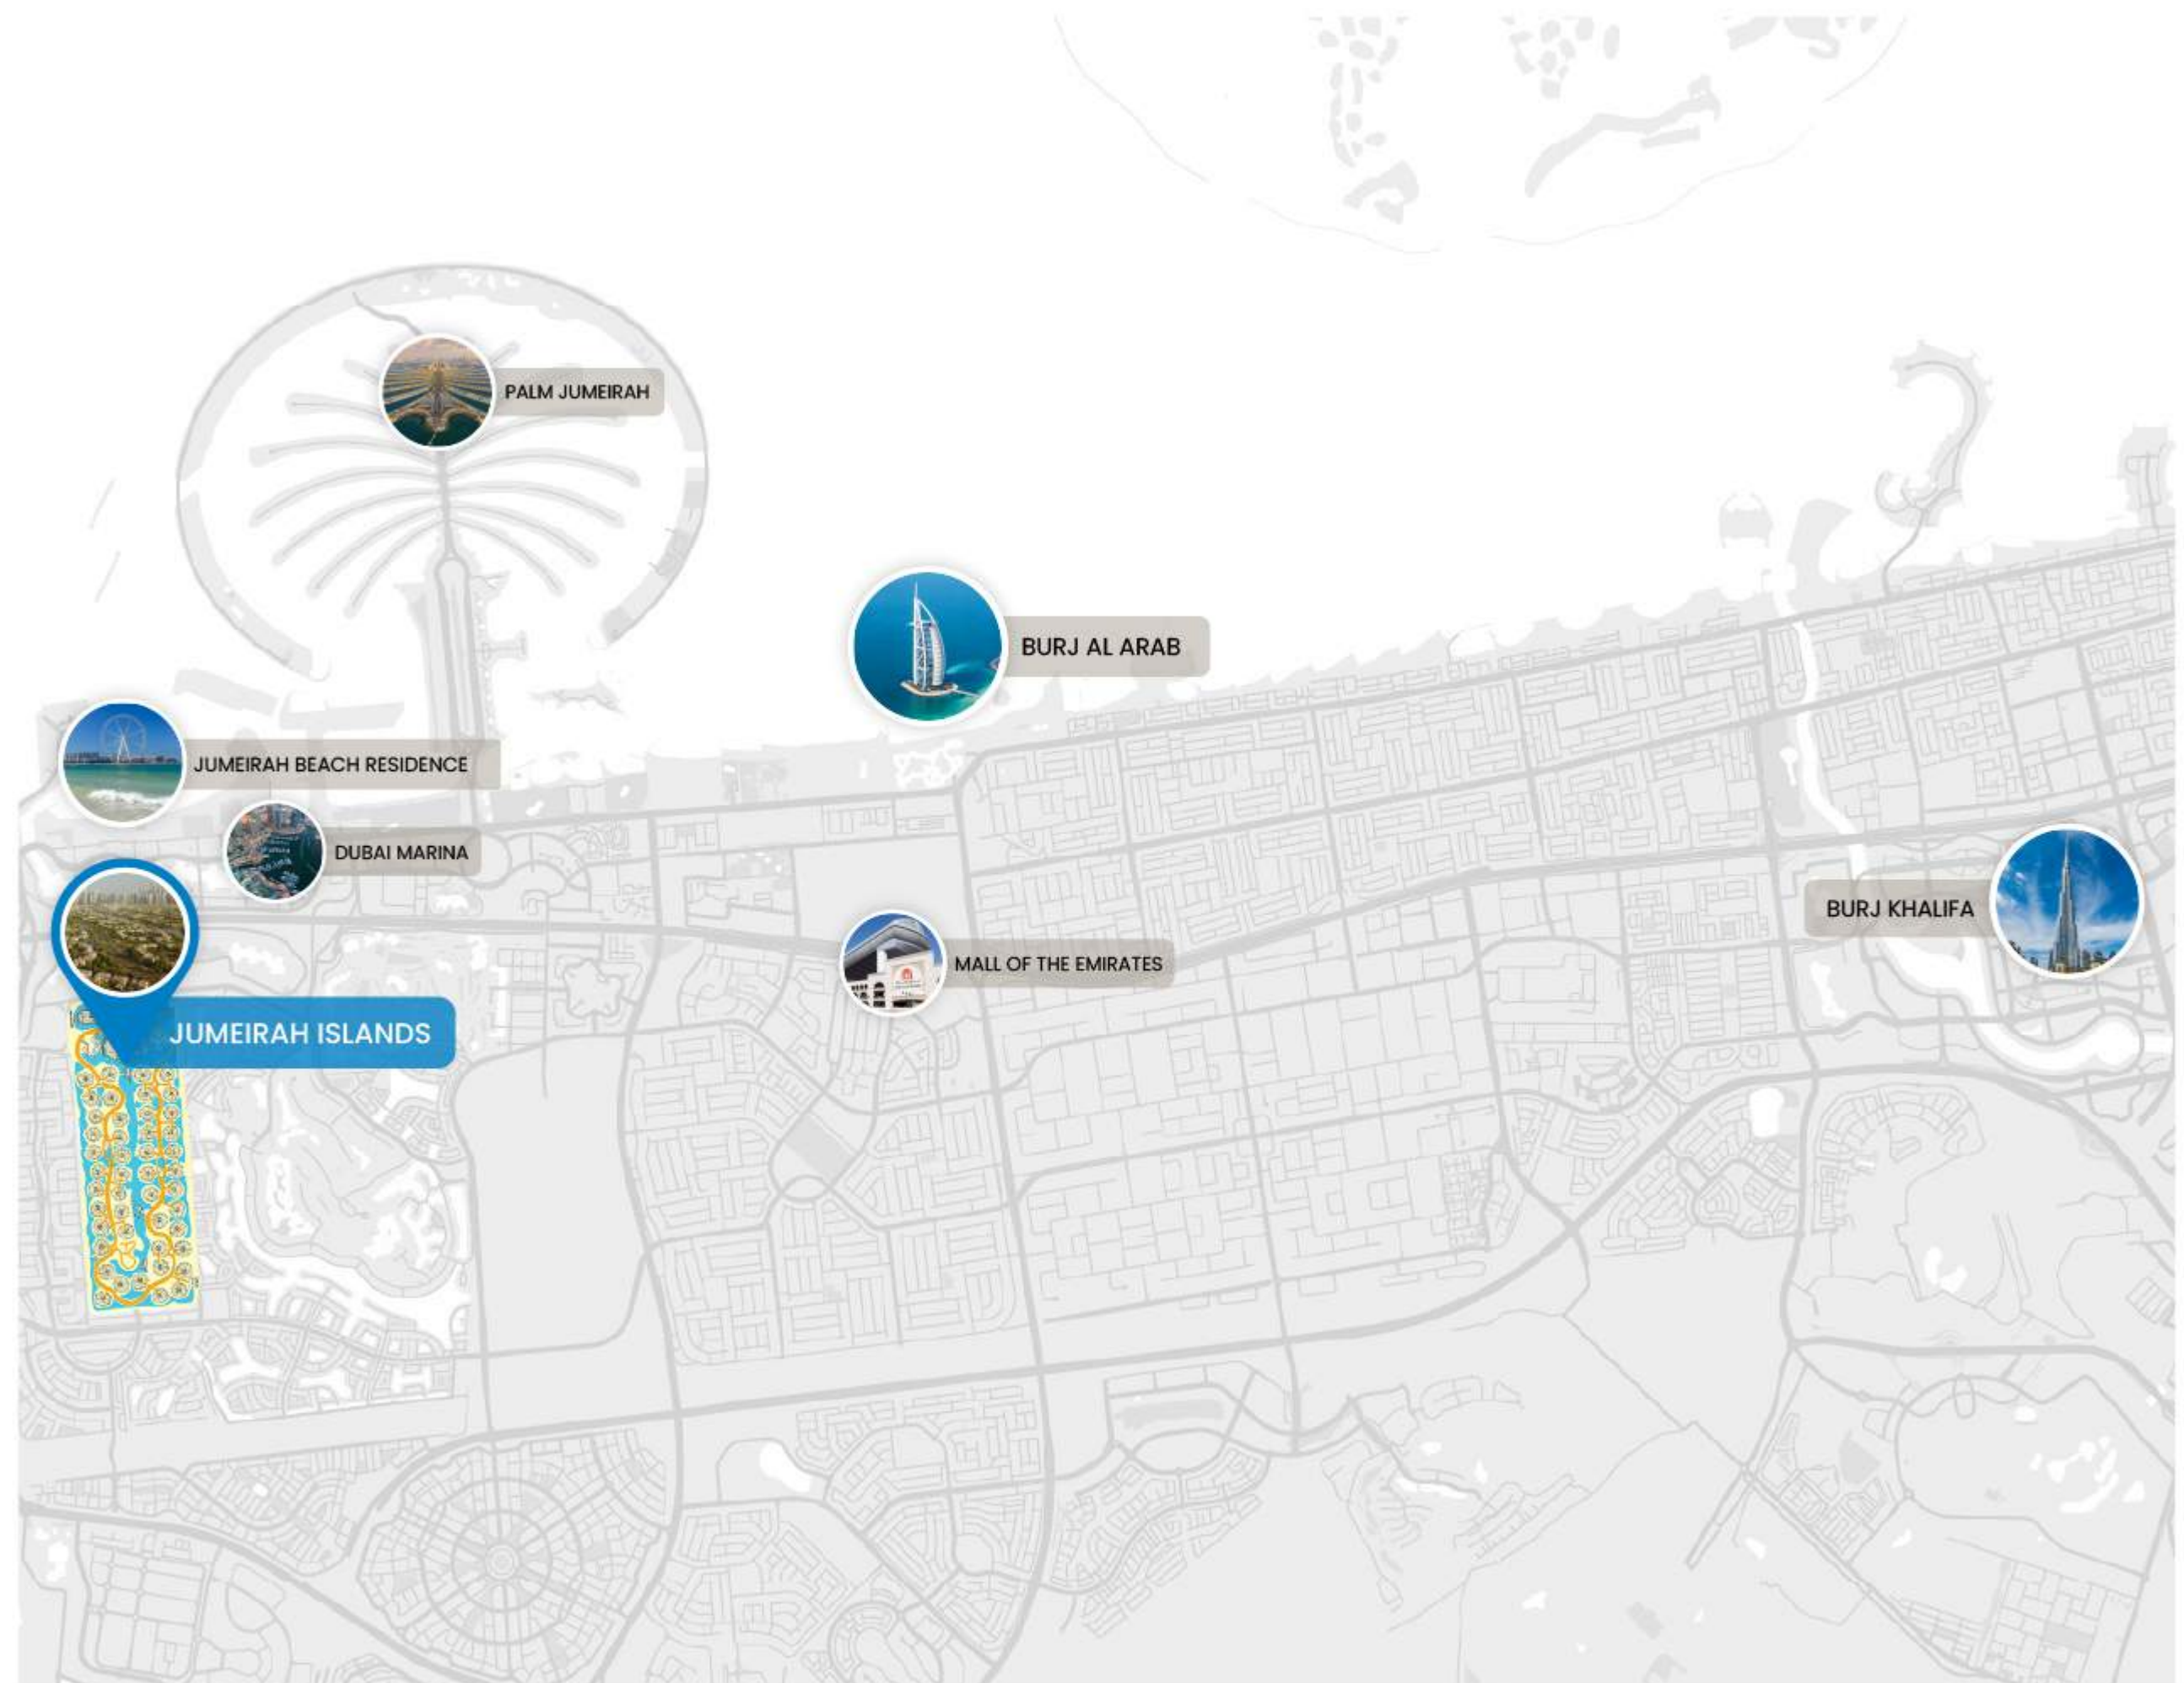 PALM JUMEIRAH
BURJ AL ARAB
JUMEIRAH BEACH RESIDENCE
DUBAI MARINA
BURJ KHALIFA
MALL OF THE EMIRATES
JUMEIRAH ISLANDS